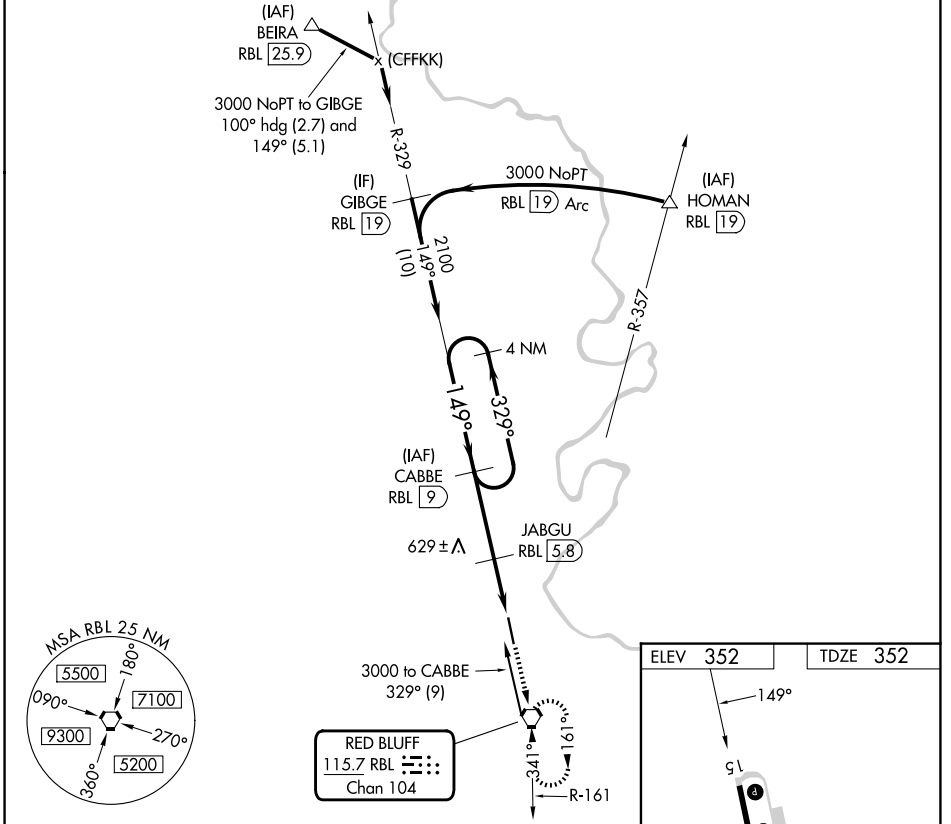 (IAF)
BEIRA
RBL 25.9
(CFFKK)
3000 NoPT to GIBGE
100° hdg (2.7) and
149° (5.1)
R-329
(IF)
GIBGE
RBL 19
3000 NoPT
RBL 19 Arc
(IAF)
HOMAN
RBL 19
2100
149°
(10)
R-357
4 NM
149°
329°
(IAF)
CABBE
RBL 9
JABGU
RBL 5.8
629 ±
MSA RBL 25 NM
5500
180°
090°
7100
9300
270°
5200
360°
3000 to CABBE
329° (9)
RED BLUFF
115.7 RBL
Chan 104
341°
161°
R-161
ELEV 352
TDZE 352
149°
15
P